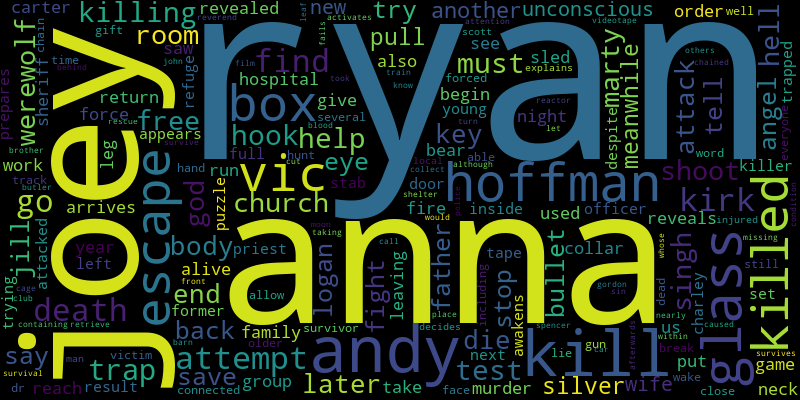 carter
killing
revealed
try
another
new
unconscious
order
well
reverend
activates
attention
videotape
gift
chain
sheriff
werewolf
room
saw
refuge
find
pull
also
must
see
scott
fails
explains
sled
marty
meanwhile
despite
attack
tell
angel
hell
others
chained
trapped
everyone
time
behind
john
film
took
train
know
forced
reactor
turn
let
prepares
joey
ryan
box
hospital
give
begin
young
key
night
word
killer
return
force
free
appears
several
blood
hook
help
bear
able
although
brother
rescue
survive
leg
full
hunt
eye
local
collect
door
hoffman
shoot
butler
work
track
go
escape
hand
run
vic
stab
cut
shelter
kirk
condition
god
puzzle
church
fire
inside
used
officer
reveals
injured
arrives
jill
attacked
year
left
body
priest
moon
taking
call
would
police
father
tape
collar
bullet
whose
singh
glass
missing
still
killed
alive
front
anna
logan
fight
leaving
including
stop
gordon
sin
dead
charley
set
trying
club
cage
end
former
allow
place
decides
awakens
spencer
nearly
us
within
caused
containing
retrieve
death
back
family
survivor
afterwards
break
survives
say
man
barn
older
andy
die
kill
gun
car
lie
put
game
survival
victim
trap
attempt
later
test
next
wake
dr
reach
result
connected
save
group
take
face
murder
silver
wife
close
neck